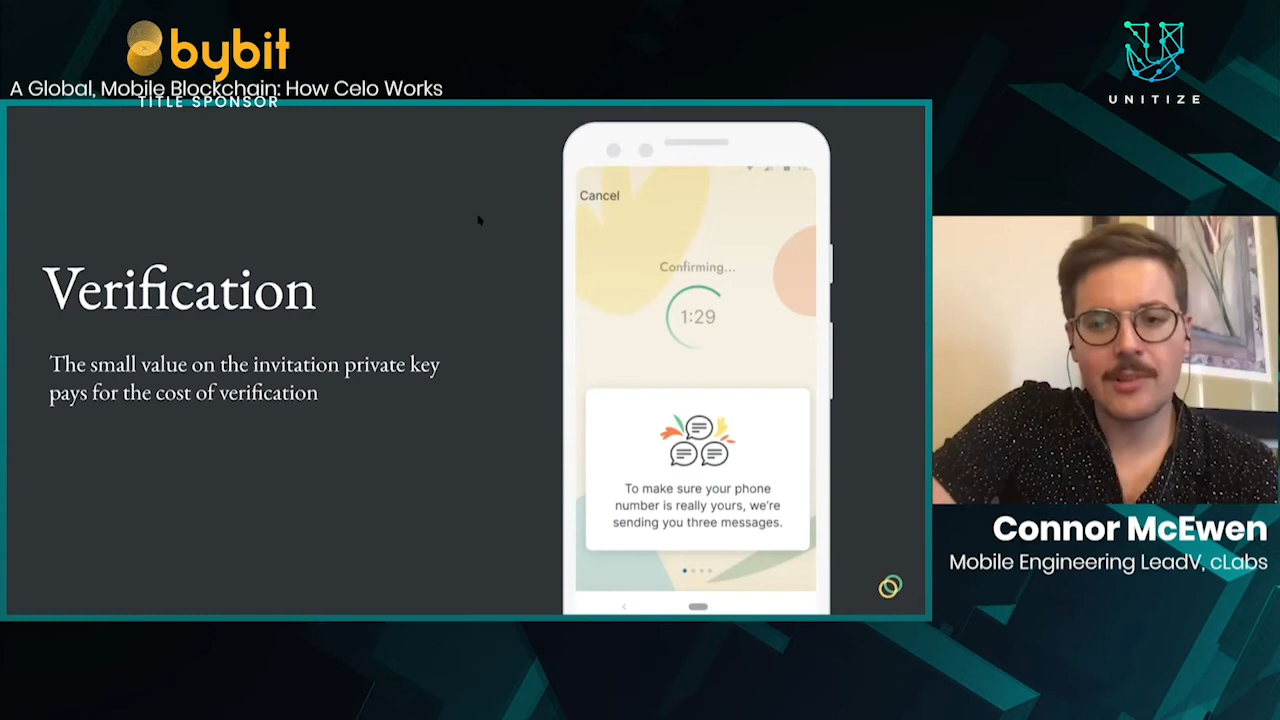 bybit
A Global, Mobile Blockchain: How Celo Works
TITLE SPONSOR
UNITIZE
Verification
The small value on the invitation private key
pays for the cost of verification
Cancel
Confirming...
1:29
To make sure your phone
number is really yours, we're
sending you three messages.
Connor McEwen
Mobile Engineering LeadV, cLabs